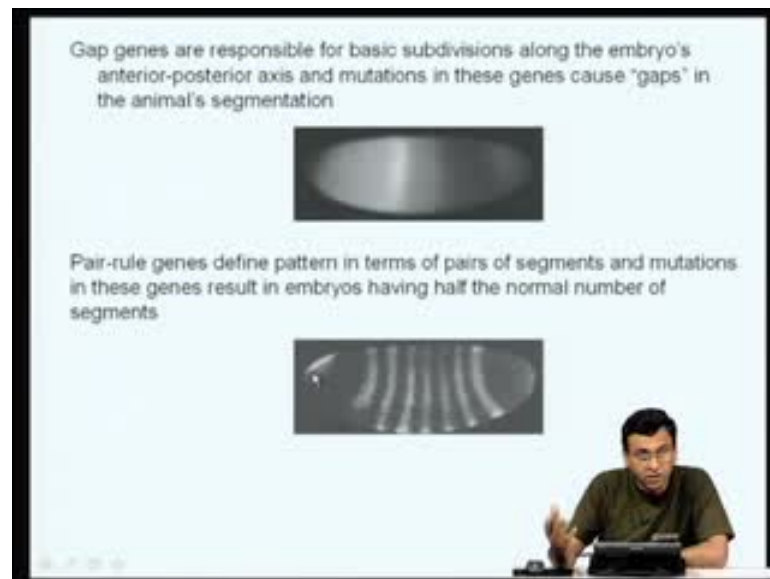 Gap genes are responsible for basic subdivisions along the embryo's
anterior-posterior axis and mutations in these genes cause "gaps" in
the animal's segmentation
Pair-rule genes define pattern in terms of pairs of segments and mutations
in these genes result in embryos having half the normal number of
segments